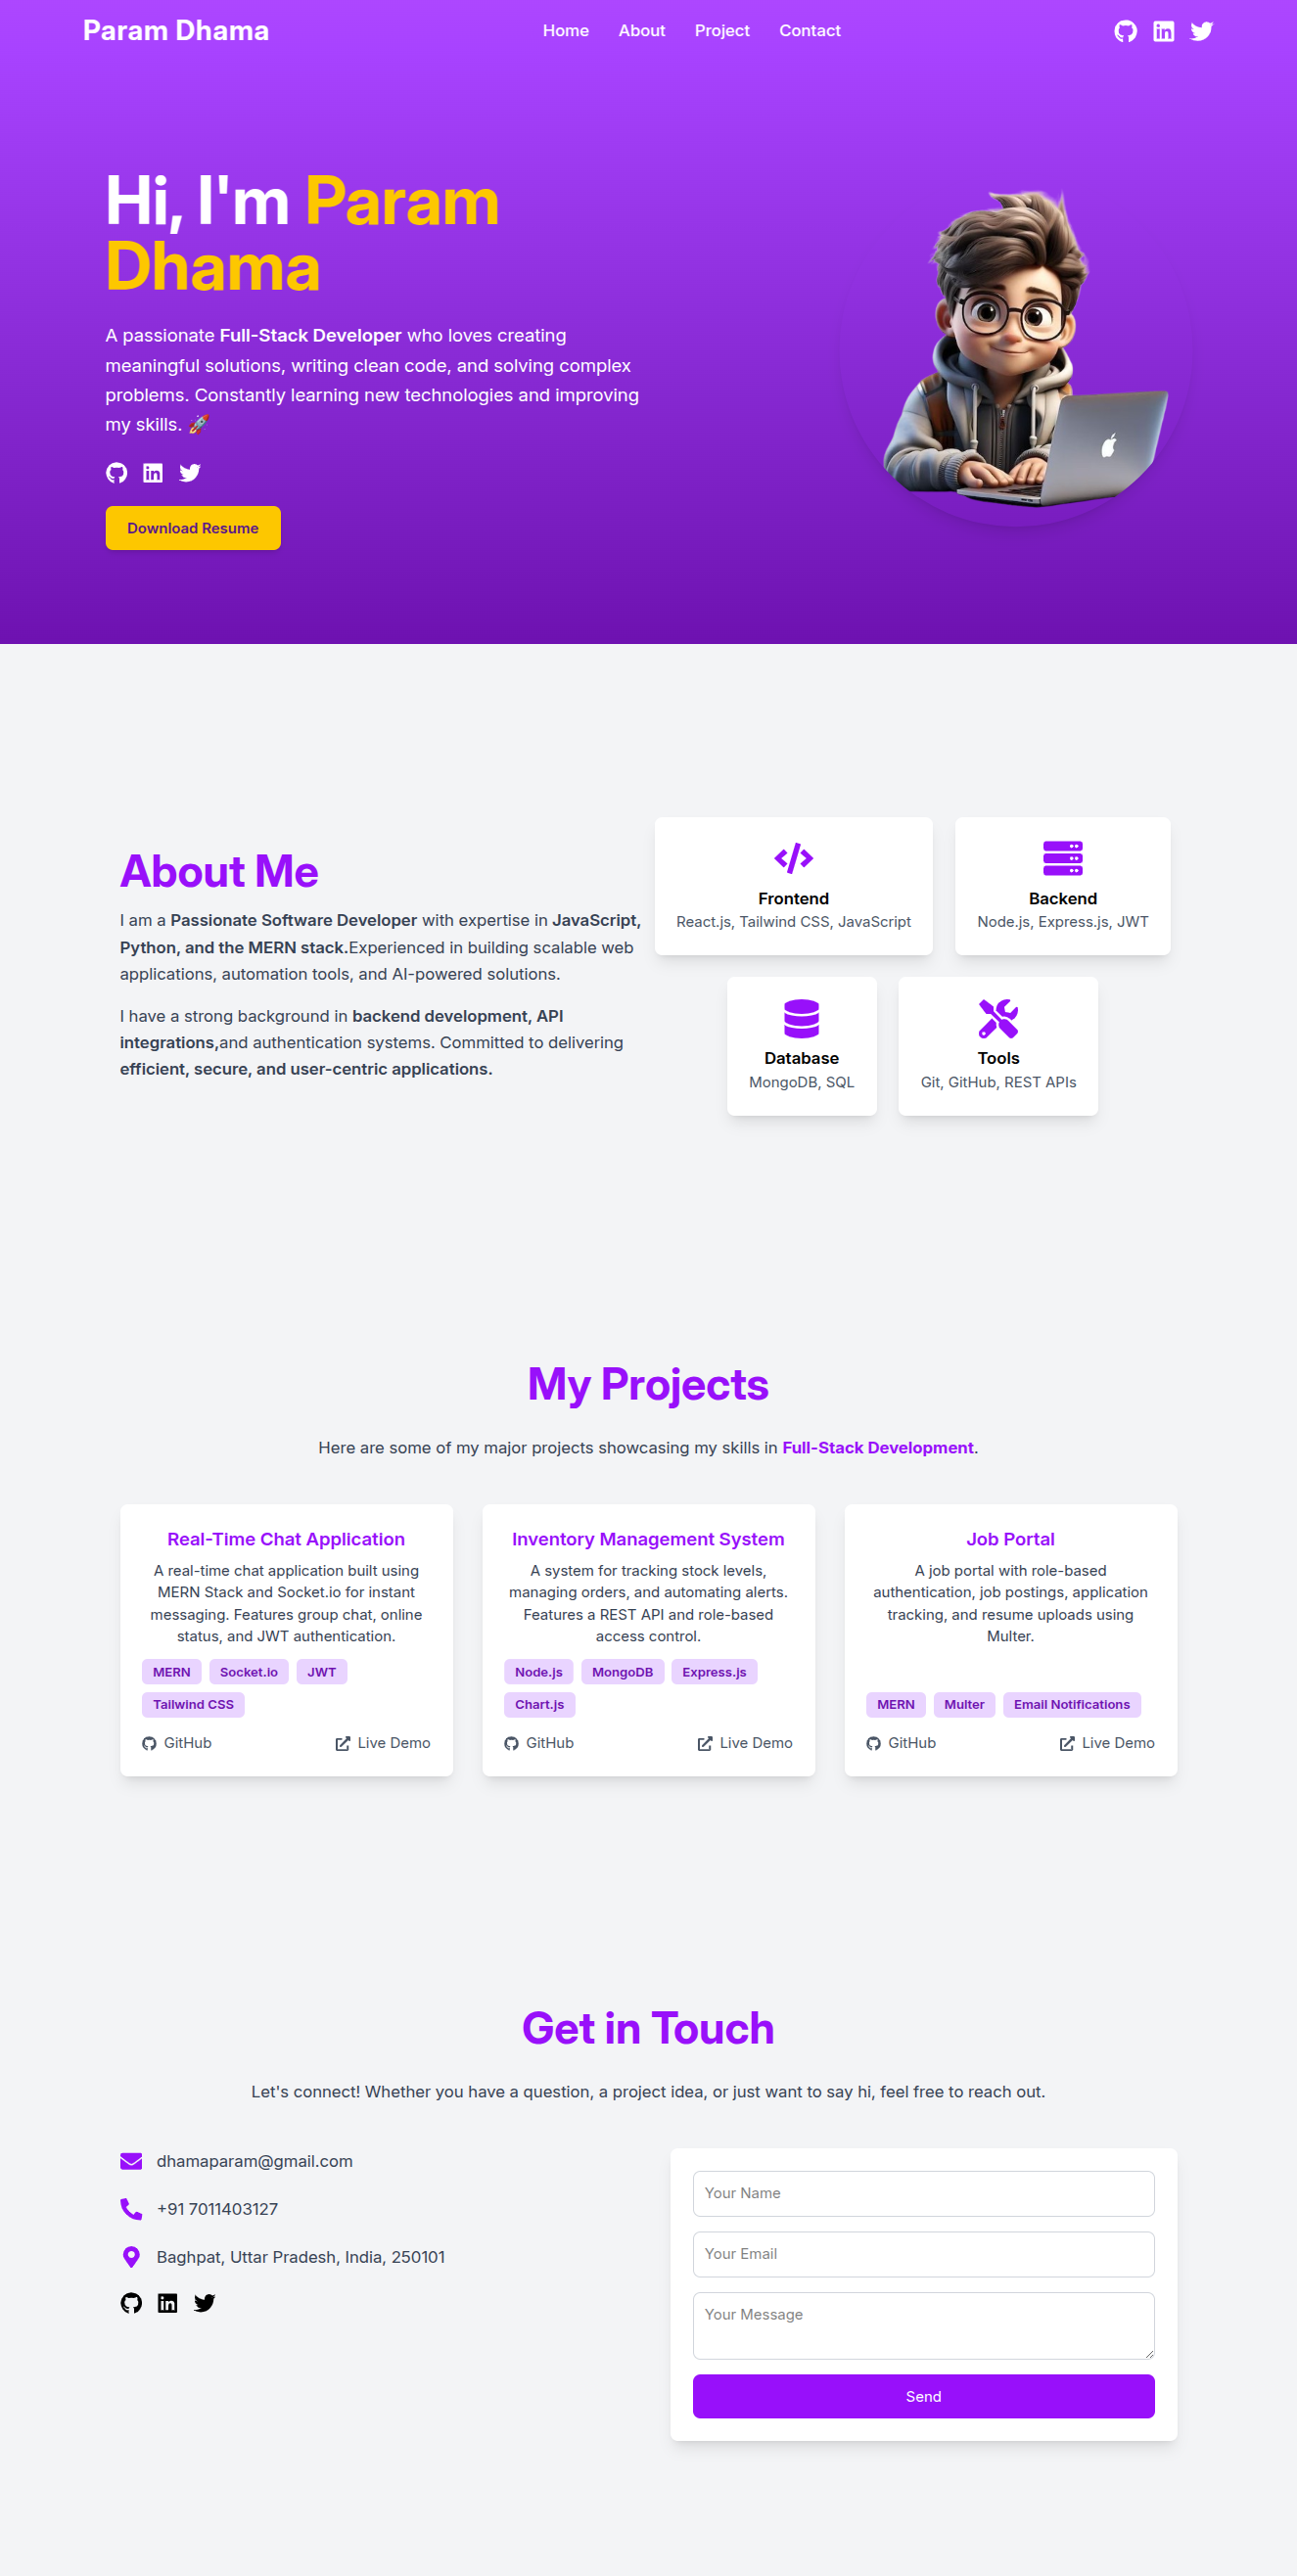 Param Dhama
Home About Project Contact
Hi, I'm Param
Dhama
A passionate Full-Stack Developer who loves creating
meaningful solutions, writing clean code, and solving complex
problems. Constantly learning new technologies and improving
my skills. 🚀
Download Resume
About Me
I am a Passionate Software Developer with expertise in JavaScript,
Python, and the MERN stack.Experienced in building scalable web
applications, automation tools, and AI-powered solutions.
I have a strong background in backend development, API
integrations,and authentication systems. Committed to delivering
efficient, secure, and user-centric applications.
Frontend
React.js, Tailwind CSS, JavaScript
Backend
Node.js, Express.js, JWT
Database
MongoDB, SQL
Tools
Git, GitHub, REST APIs
My Projects
Here are some of my major projects showcasing my skills in Full-Stack Development.
Real-Time Chat Application
A real-time chat application built using
MERN Stack and Socket.io for instant
messaging. Features group chat, online
status, and JWT authentication.
MERN Socket.io JWT
Tailwind CSS
GitHub Live Demo
Inventory Management System
A system for tracking stock levels,
managing orders, and automating alerts.
Features a REST API and role-based
access control.
Node.js MongoDB Express.js
Chart.js
GitHub Live Demo
Job Portal
A job portal with role-based
authentication, job postings, application
tracking, and resume uploads using
Multer.
MERN Multer Email Notifications
GitHub Live Demo
Get in Touch
Let's connect! Whether you have a question, a project idea, or just want to say hi, feel free to reach out.
dhamaparam@gmail.com
+91 7011403127
Baghpat, Uttar Pradesh, India, 250101
Your Name
Your Email
Your Message
Send